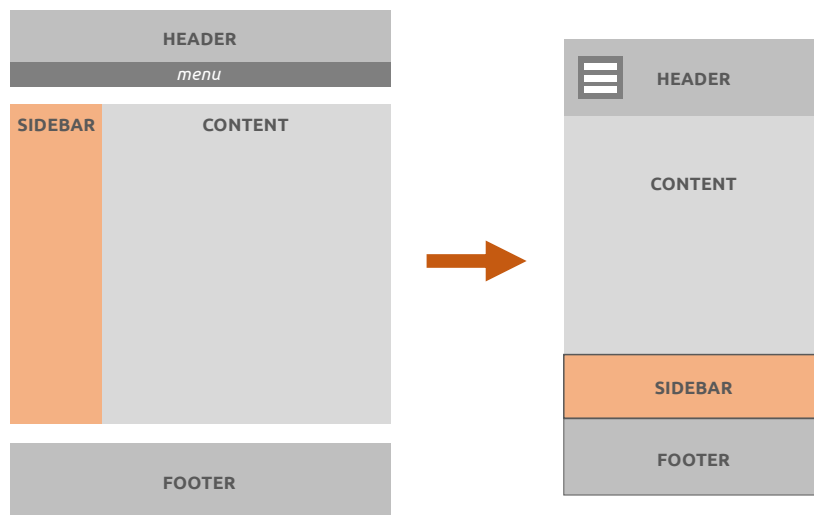 HEADER
menu
SIDEBAR
CONTENT
FOOTER
HEADER
CONTENT
SIDEBAR
FOOTER